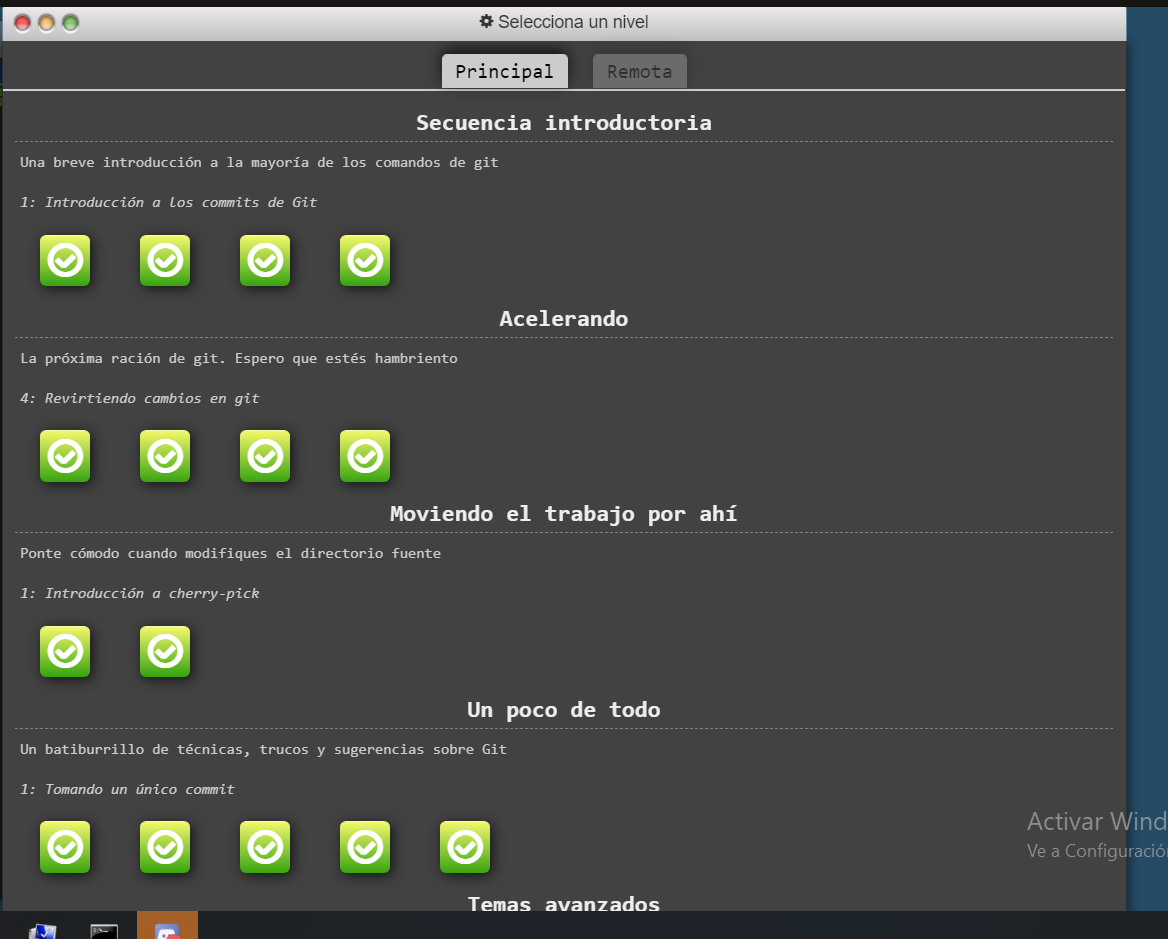 Selecciona un nivel
Principal
Remota
Secuencia introductoria
Una breve introducción a la mayoría de los comandos de git
1: Introducción a los commits de Git
Acelerando
La próxima ración de git. Espero que estés hambriento
4: Revirtiendo cambios en git
Moviendo el trabajo por ahí
Ponte cómodo cuando modifiques el directorio fuente
1: Introducción a cherry-pick
Un poco de todo
Un batiburrillo de técnicas, trucos y sugerencias sobre Git
1: Tomando un único commit
Activar Wind
Ve a Configuración
Temas avanzados